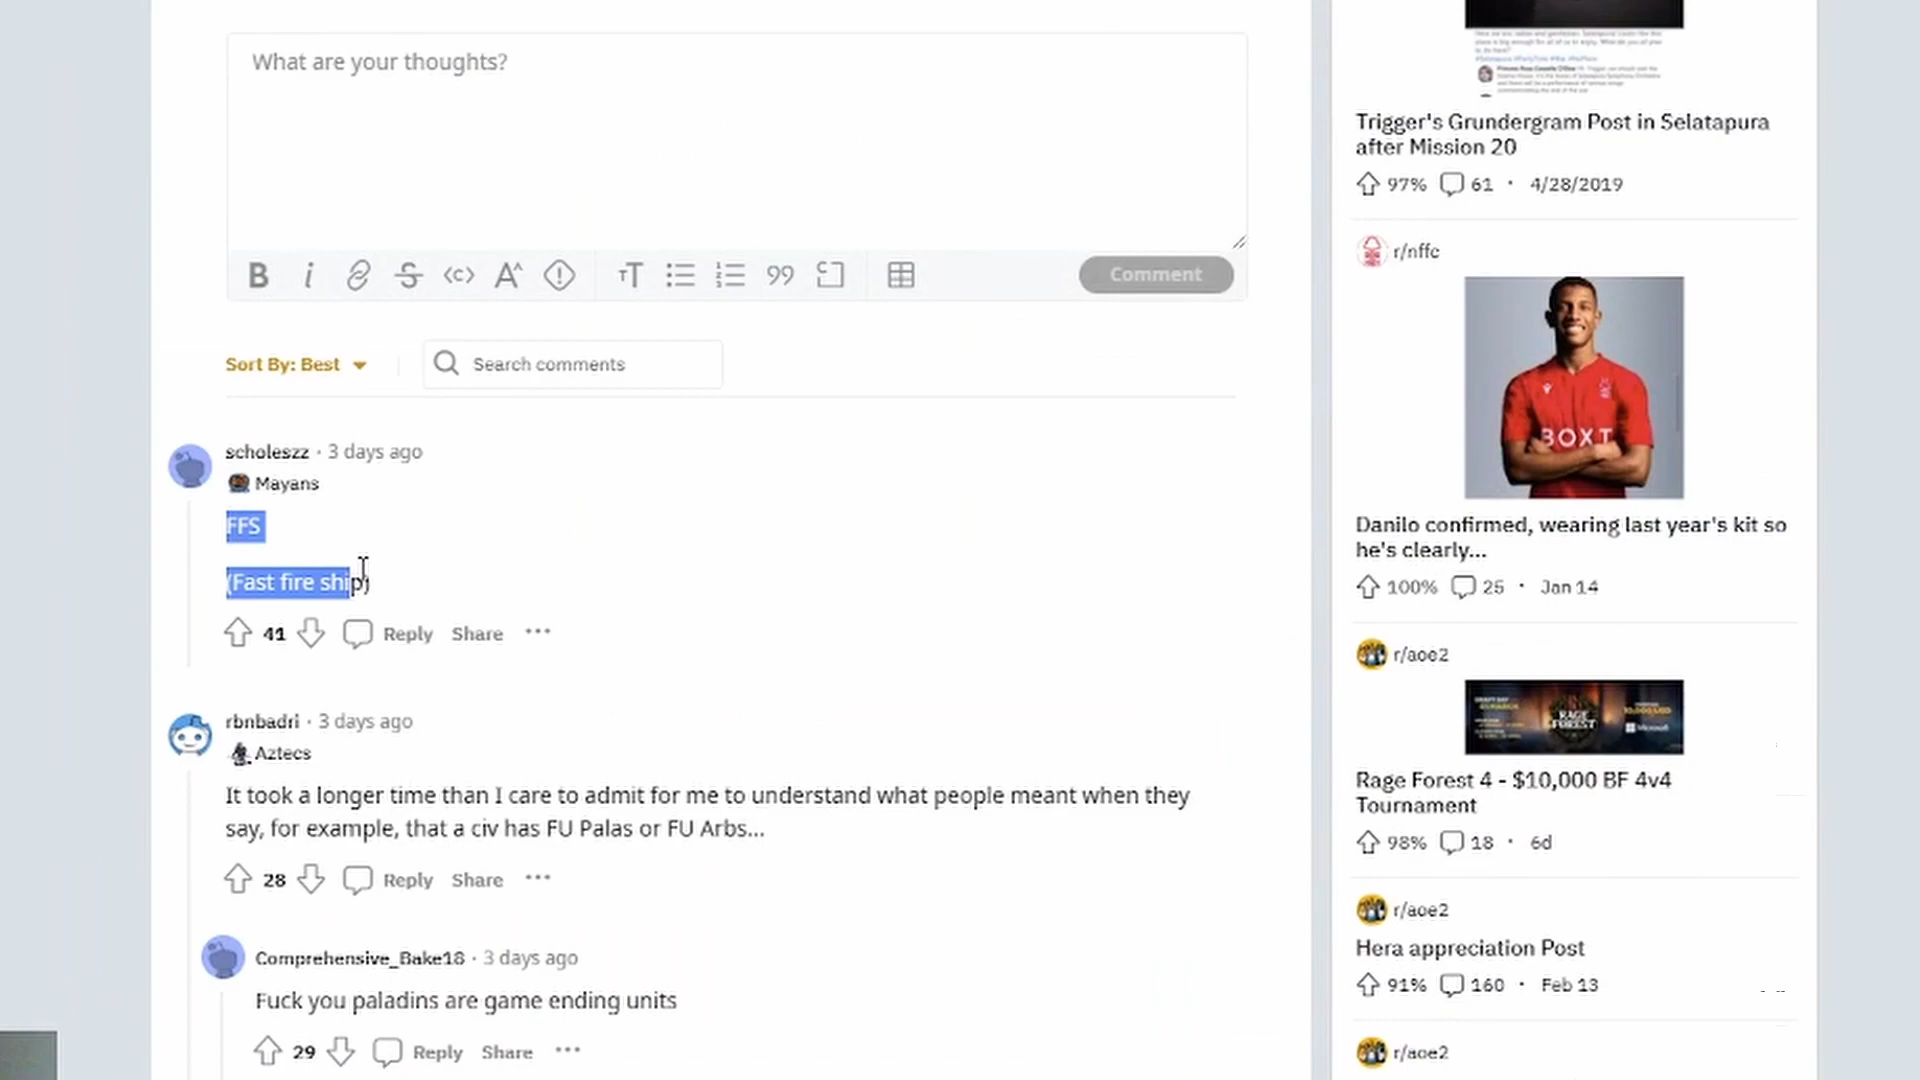 What are your thoughts?
Comment
Sort By: Best
Search comments
scholeszz · 3 days ago
Mayans
FFS
(Fast fire ship)
41 Reply Share ···
rbnbadri · 3 days ago
Aztecs
It took a longer time than I care to admit for me to understand what people meant when they
say, for example, that a civ has FU Palas or FU Arbs...
28 Reply Share ···
Comprehensive_Bake18 · 3 days ago
Fuck you paladins are game ending units
29 Reply Share ···
Trigger's Grundergram Post in Selatapura
after Mission 20
97% 61 · 4/28/2019
r/nffc
BOXT
Danilo confirmed, wearing last year's kit so
he's clearly...
100% 25 · Jan 14
r/aoe2
RAGE
FOREST
Microsoft
Rage Forest 4 - $10,000 BF 4v4
Tournament
98% 18 · 6d
r/aoe2
Hera appreciation Post
91% 160 · Feb 13
r/aoe2